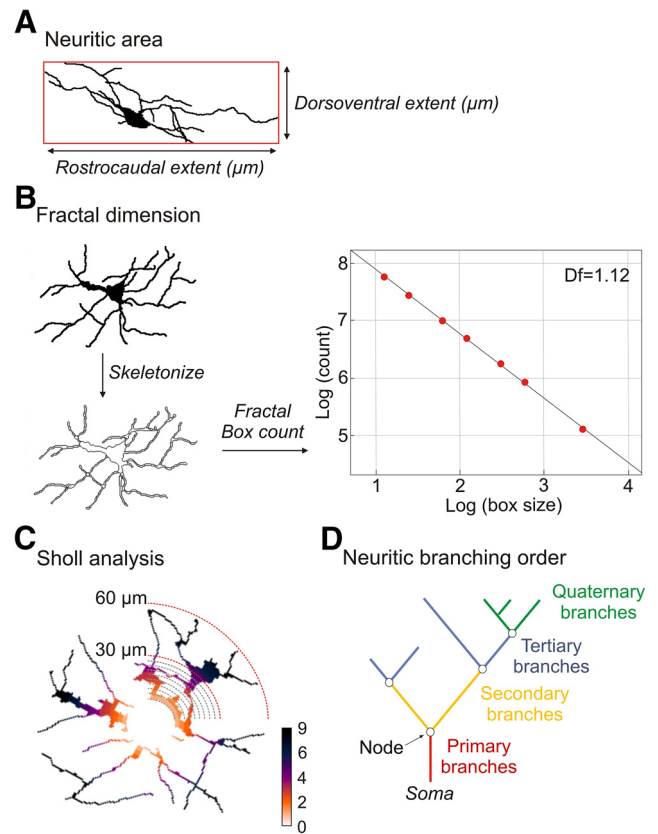 A
Neuritic area
Dorsoventral extent (µm)
Rostrocaudal extent (µm)
B
Fractal dimension
Skeletonize
Fractal
Box count
Df=1.12
Log (count)
8
7
6
5
1
2
3
4
Log (box size)
C
Sholl analysis
60 µm
30 µm
9
8
6
4
2
0
D
Neuritic branching order
Quaternary
branches
Tertiary
branches
Secondary
branches
Node
Primary
branches
Soma